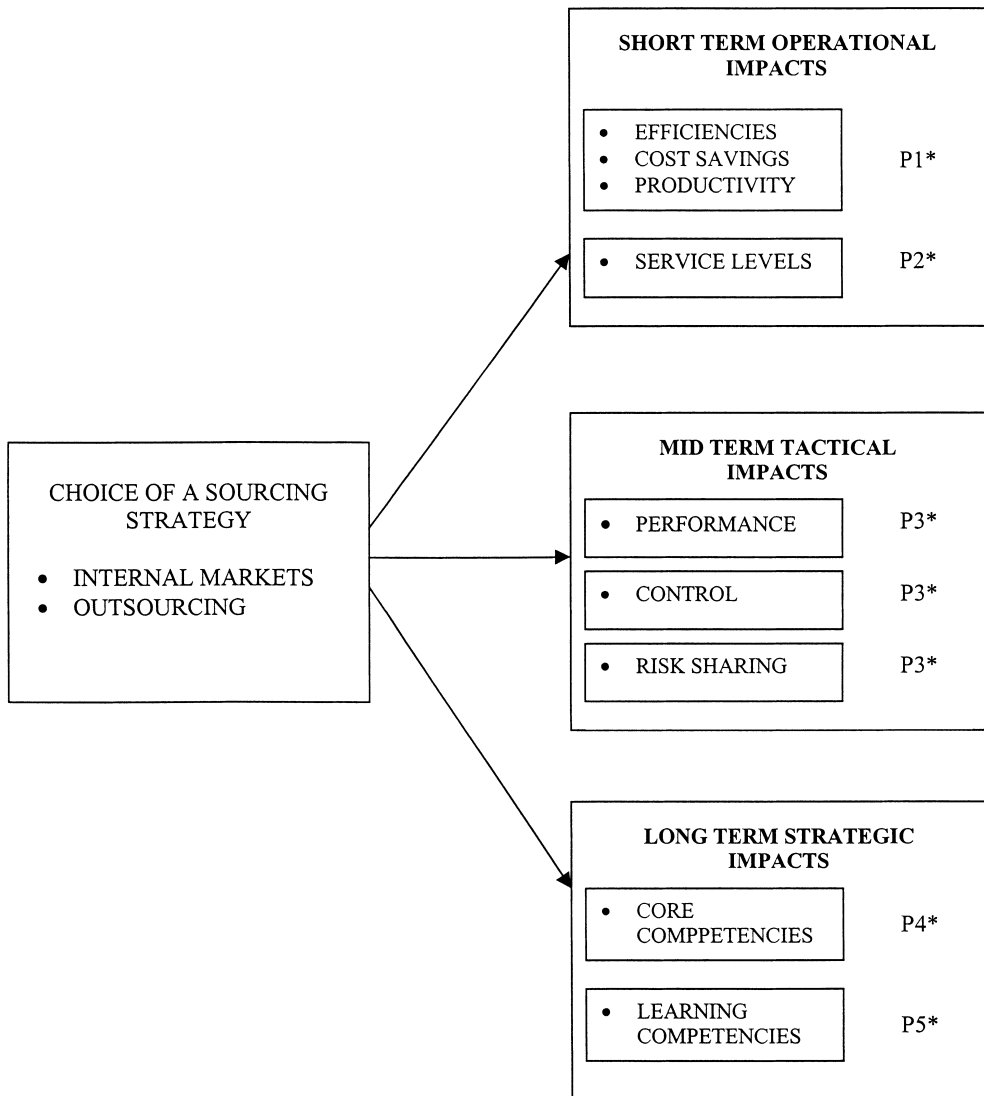 SHORT TERM OPERATIONAL
IMPACTS
• EFFICIENCIES
• COST SAVINGS
• PRODUCTIVITY
P1*
• SERVICE LEVELS
P2*
CHOICE OF A SOURCING
STRATEGY
• INTERNAL MARKETS
• OUTSOURCING
MID TERM TACTICAL
IMPACTS
• PERFORMANCE
P3*
• CONTROL
P3*
• RISK SHARING
P3*
LONG TERM STRATEGIC
IMPACTS
• CORE
COMPPETENCIES
P4*
• LEARNING
COMPETENCIES
P5*